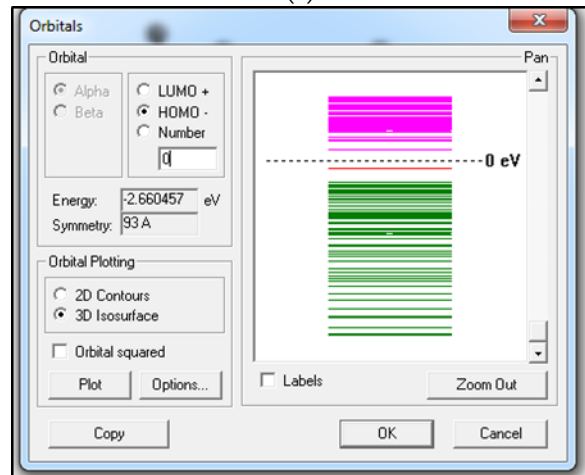 Orbitals
Orbital
Alpha
Beta
LUMO +
HOMO -
Number
0
Energy: -2.660457 eV
Symmetry: 93 A
Orbital Plotting
2D Contours
3D Isosurface
Orbital squared
Plot
Options...
Copy
Pan
0 eV
Labels
Zoom Out
OK
Cancel